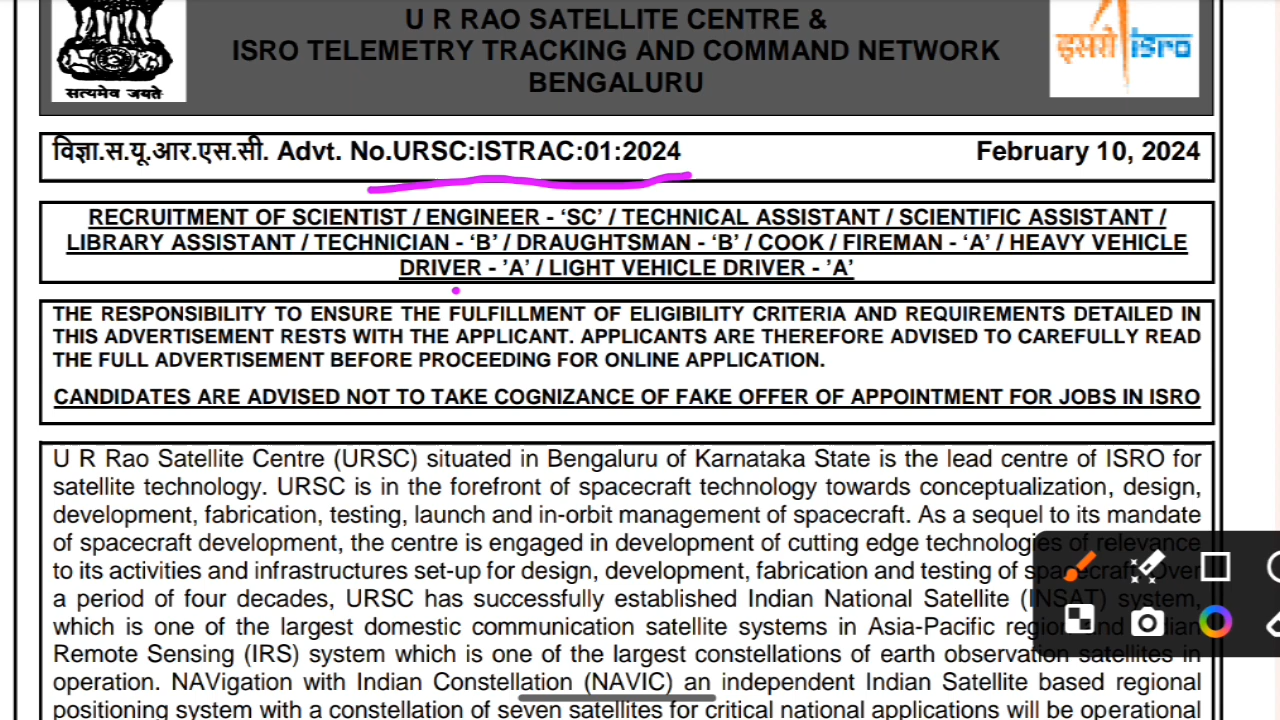 U R RAO SATELLITE CENTRE &
ISRO TELEMETRY TRACKING AND COMMAND NETWORK
BENGALURU
सत्यमेव जयते
इसरो isro
विज्ञा.स.यू.आर.एस.सी. Advt. No.URSC:ISTRAC:01:2024 February 10, 2024
RECRUITMENT OF SCIENTIST / ENGINEER - ‘SC’ / TECHNICAL ASSISTANT / SCIENTIFIC ASSISTANT /
LIBRARY ASSISTANT / TECHNICIAN - ‘B’ / DRAUGHTSMAN - ‘B’ / COOK / FIREMAN - ‘A’ / HEAVY VEHICLE
DRIVER - ’A’ / LIGHT VEHICLE DRIVER - ’A’
THE RESPONSIBILITY TO ENSURE THE FULFILLMENT OF ELIGIBILITY CRITERIA AND REQUIREMENTS DETAILED IN
THIS ADVERTISEMENT RESTS WITH THE APPLICANT. APPLICANTS ARE THEREFORE ADVISED TO CAREFULLY READ
THE FULL ADVERTISEMENT BEFORE PROCEEDING FOR ONLINE APPLICATION.
CANDIDATES ARE ADVISED NOT TO TAKE COGNIZANCE OF FAKE OFFER OF APPOINTMENT FOR JOBS IN ISRO
U R Rao Satellite Centre (URSC) situated in Bengaluru of Karnataka State is the lead centre of ISRO for
satellite technology. URSC is in the forefront of spacecraft technology towards conceptualization, design,
development, fabrication, testing, launch and in-orbit management of spacecraft. As a sequel to its mandate
of spacecraft development, the centre is engaged in development of cutting edge technologies of relevance
to its activities and infrastructures set-up for design, development, fabrication and testing of spacecraft. Over
a period of four decades, URSC has successfully established Indian National Satellite (INSAT) system,
which is one of the largest domestic communication satellite systems in Asia-Pacific region and Indian
Remote Sensing (IRS) system which is one of the largest constellations of earth observation satellites in
operation. NAVigation with Indian Constellation (NAVIC) an independent Indian Satellite based regional
positioning system with a constellation of seven satellites for critical national applications will be operational